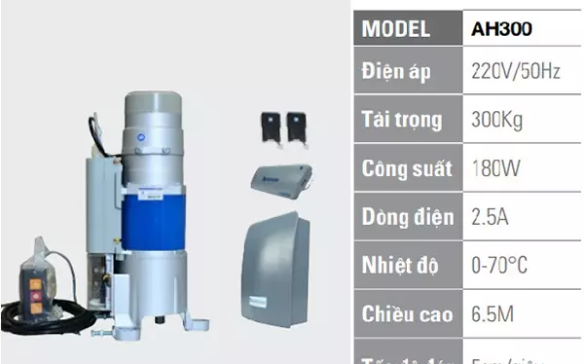 MODEL AH300
Điện áp 220V/50Hz
Tải trọng 300Kg
Công suất 180W
Dòng điện 2.5A
Nhiệt độ 0-70°C
Chiều cao 6.5M